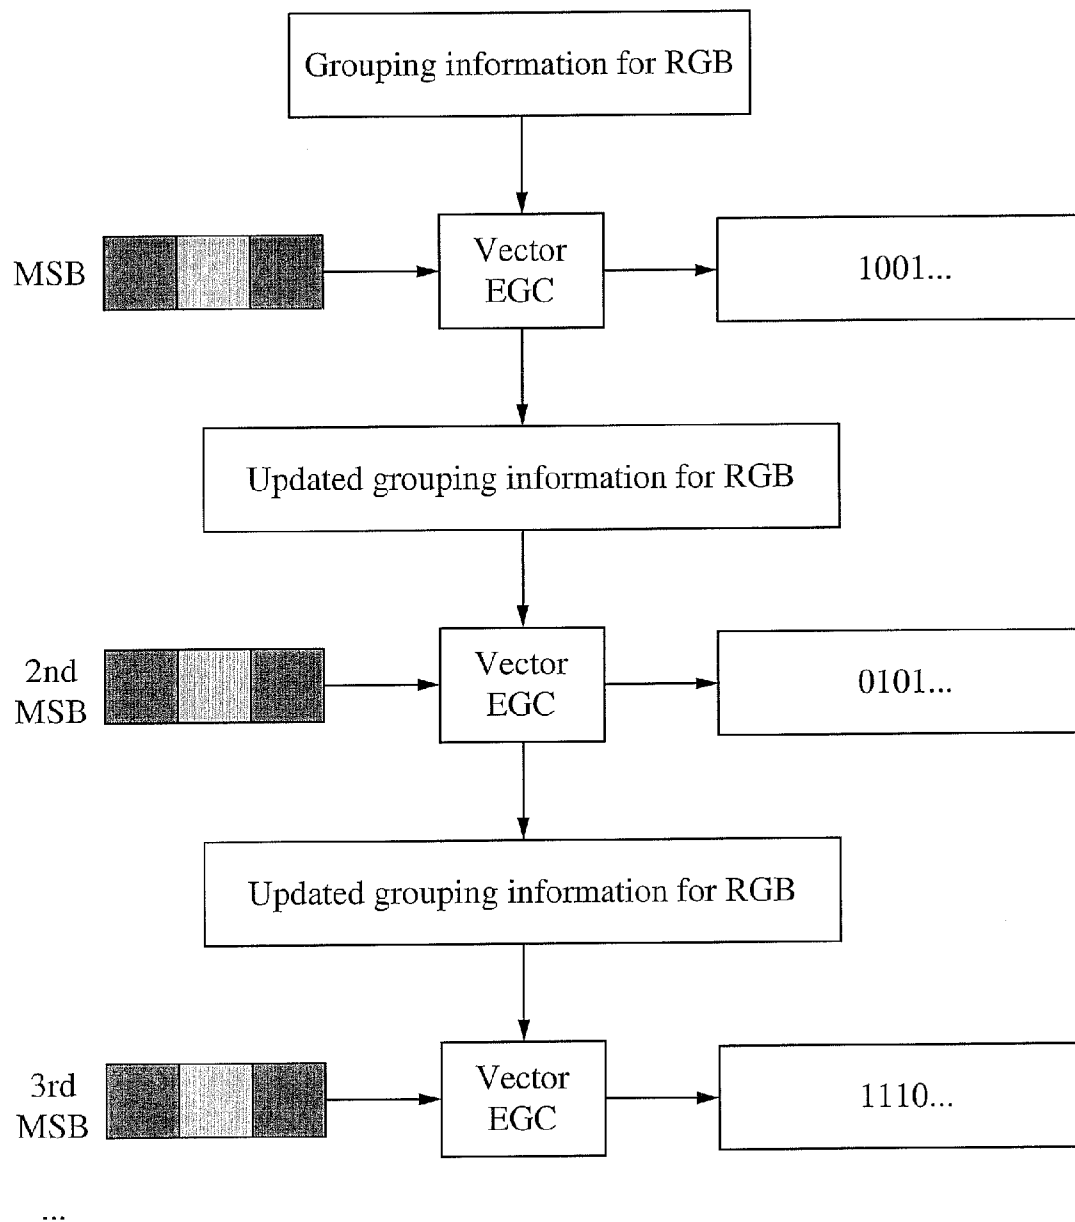 Grouping information for RGB
MSB
Vector
EGC
1001...
Updated grouping information for RGB
2nd
MSB
Vector
EGC
0101...
Updated grouping information for RGB
3rd
MSB
Vector
EGC
1110...
...